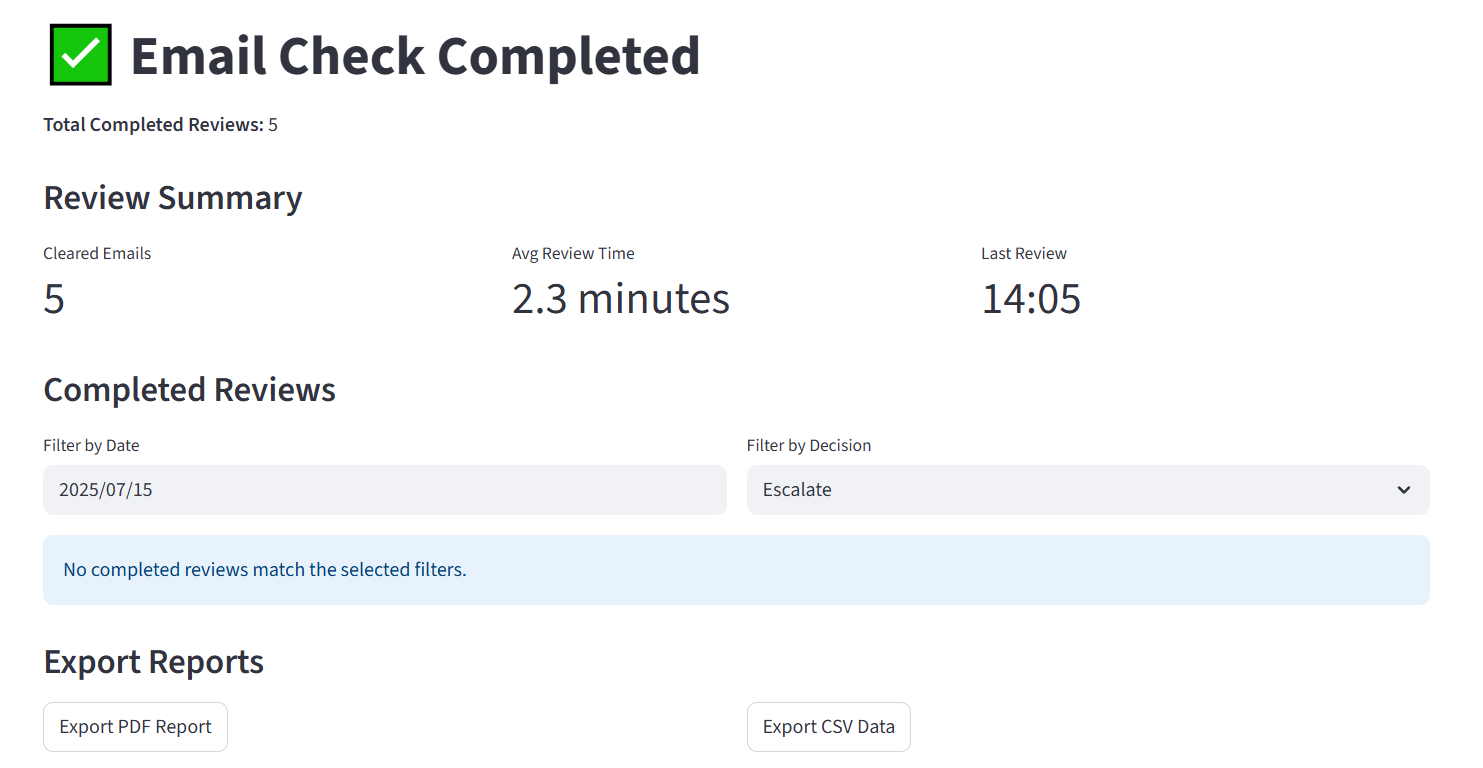 Email Check Completed
Total Completed Reviews: 5
Review Summary
Cleared Emails
5
Avg Review Time
2.3 minutes
Last Review
14:05
Completed Reviews
Filter by Date
2025/07/15
Filter by Decision
Escalate
No completed reviews match the selected filters.
Export Reports
Export PDF Report
Export CSV Data